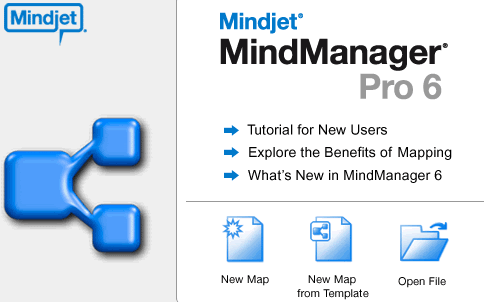 Mindjet®
Mindjet®
MindManager®
Pro 6
Tutorial for New Users
Explore the Benefits of Mapping
What's New in MindManager 6
New Map
New Map
from Template
Open File